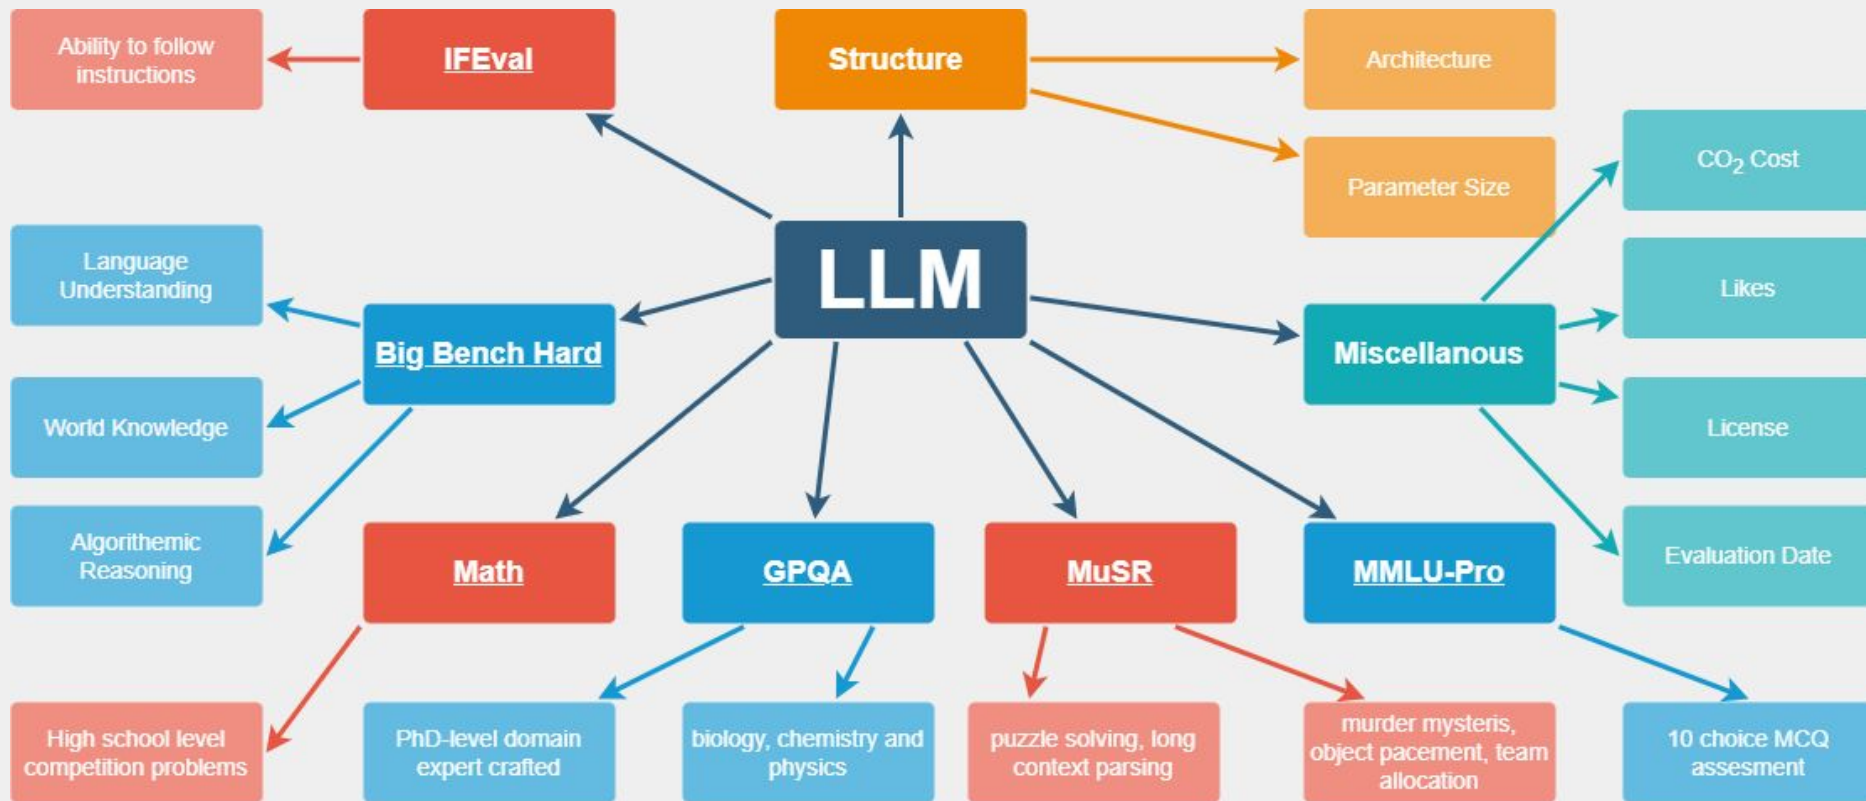 Ability to follow
instructions
IFEval
Structure
Architecture
Parameter Size
CO₂ Cost
Language
Understanding
LLM
Likes
Big Bench Hard
Miscellanous
World Knowledge
License
Algorithemic
Reasoning
Math
GPQA
MuSR
MMLU-Pro
Evaluation Date
High school level
competition problems
PhD-level domain
expert crafted
biology, chemistry and
physics
puzzle solving, long
context parsing
murder mysteris,
object pacement, team
allocation
10 choice MCQ
assesment